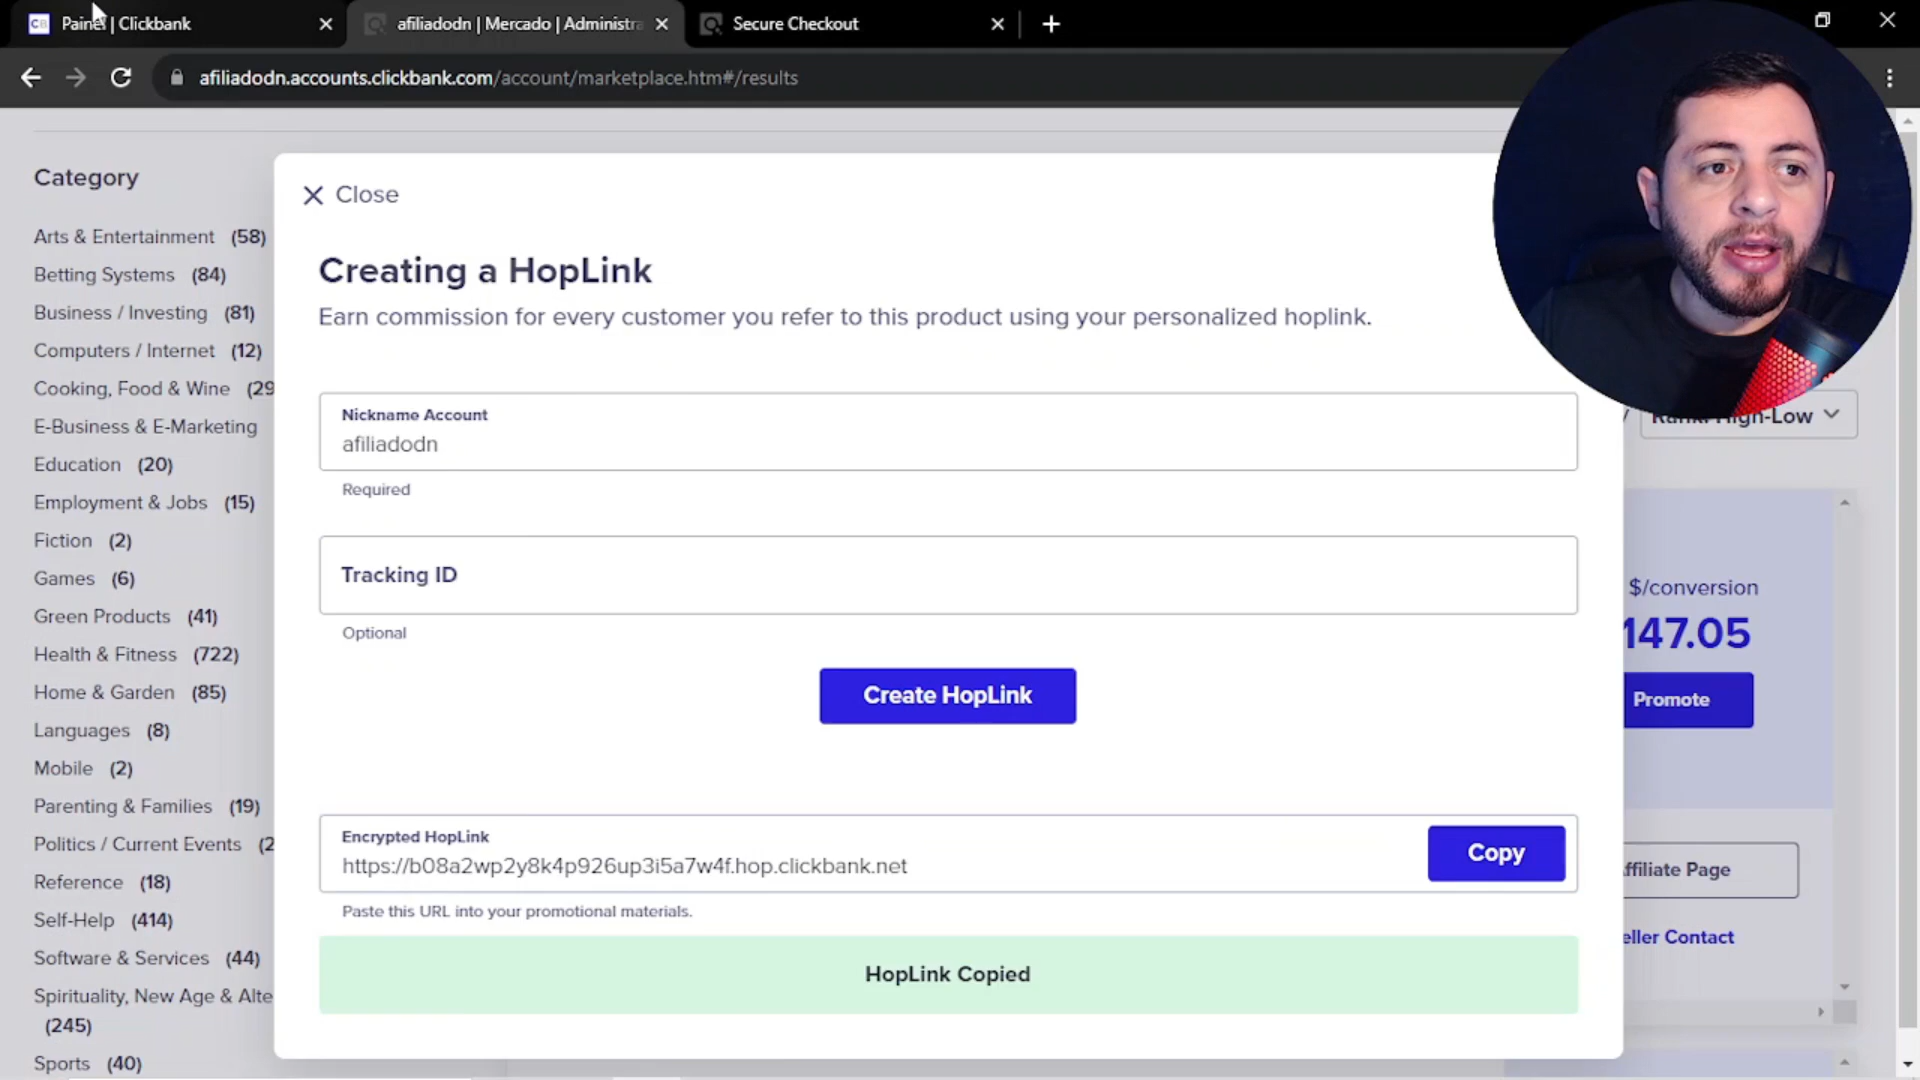 Painel | Clickbank
afiliadodn | Mercado | Administra
Secure Checkout
afiliadodn.accounts.clickbank.com/account/marketplace.htm#/results
Category
Arts & Entertainment (58)
Betting Systems (84)
Business / Investing (81)
Computers / Internet (12)
Cooking, Food & Wine (29
E-Business & E-Marketing
Education (20)
Employment & Jobs (15)
Fiction (2)
Games (6)
Green Products (41)
Health & Fitness (722)
Home & Garden (85)
Languages (8)
Mobile (2)
Parenting & Families (19)
Politics / Current Events (2
Reference (18)
Self-Help (414)
Software & Services (44)
Spirituality, New Age & Alte
(245)
Sports (40)
Close
Creating a HopLink
Earn commission for every customer you refer to this product using your personalized hoplink.
Nickname Account
afiliadodn
Required
Tracking ID
Optional
Create HopLink
Encrypted HopLink
https://b08a2wp2y8k4p926up3i5a7w4f.hop.clickbank.net
Copy
Paste this URL into your promotional materials.
HopLink Copied
Rank: High-Low
$/conversion
147.05
Promote
ffiliate Page
eller Contact